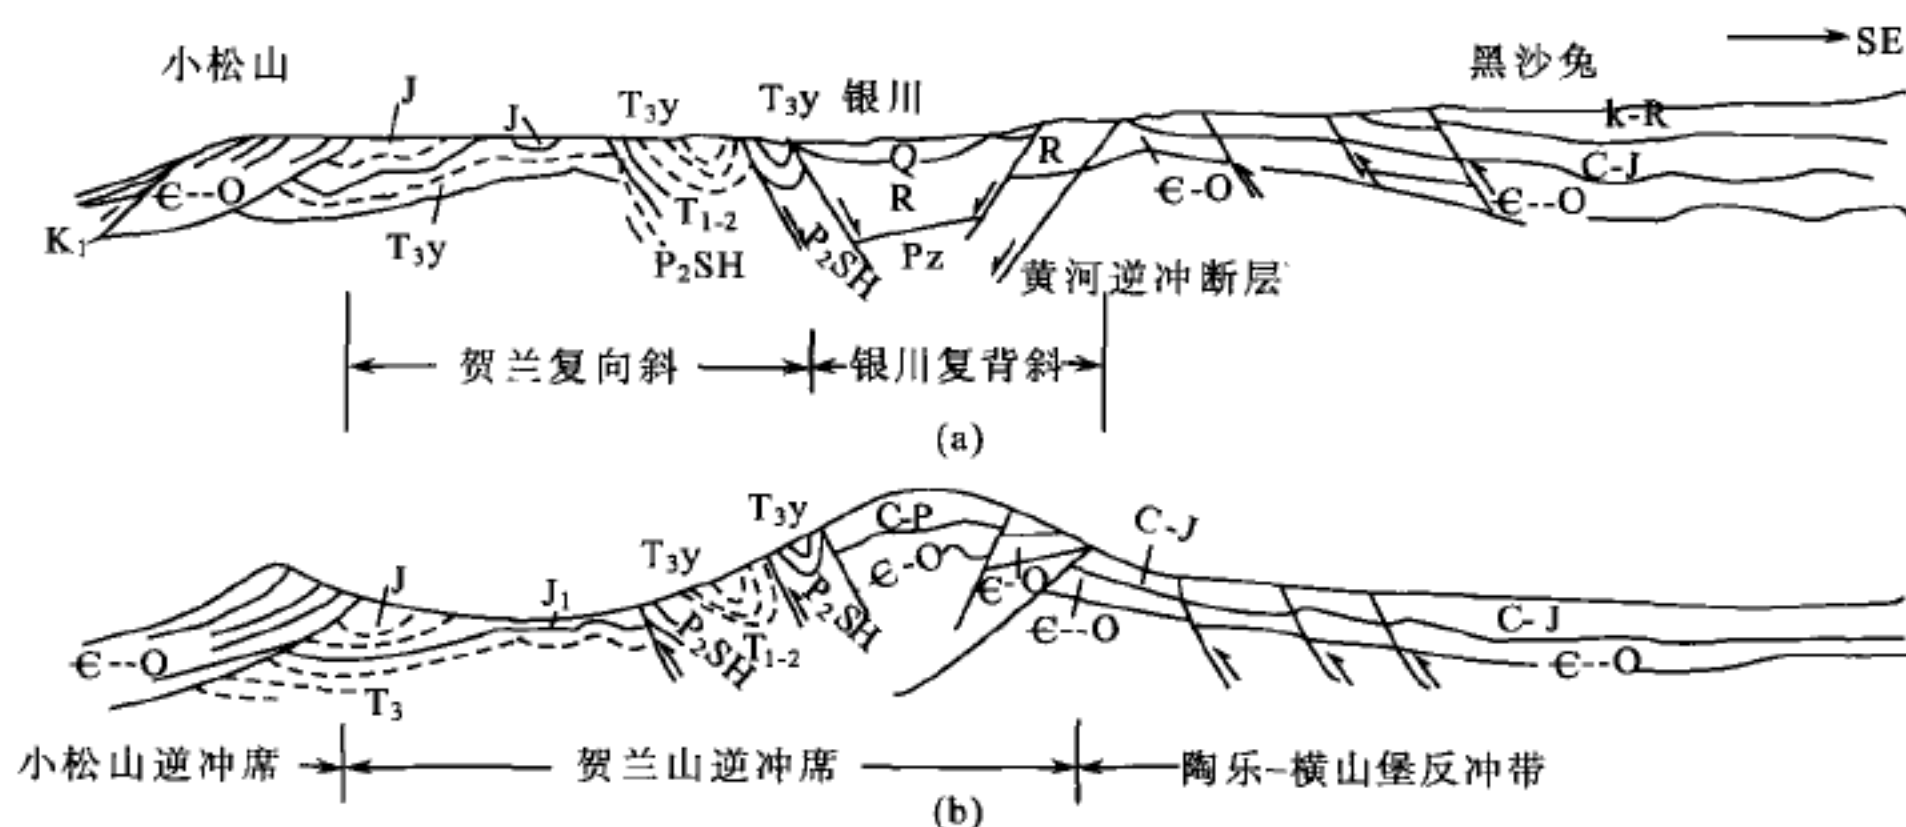 小松山 J J T₃y T₃y 银川 黑沙兔 SE
Є--O Q R Є-O k-R C-J
K₁ T₃y T₁₋₂ R Є--O
P₂SH P₂SH Pz 黄河逆冲断层
贺兰复向斜 银川复背斜
(a)
T₃y C-P C-J
J J₁ T₃y Є-O Є-O C-J
Є--O P₂SH T₁₋₂ P₂SH Є--O Є--O
T₃
小松山逆冲席 贺兰山逆冲席 陶乐-横山堡反冲带
(b)